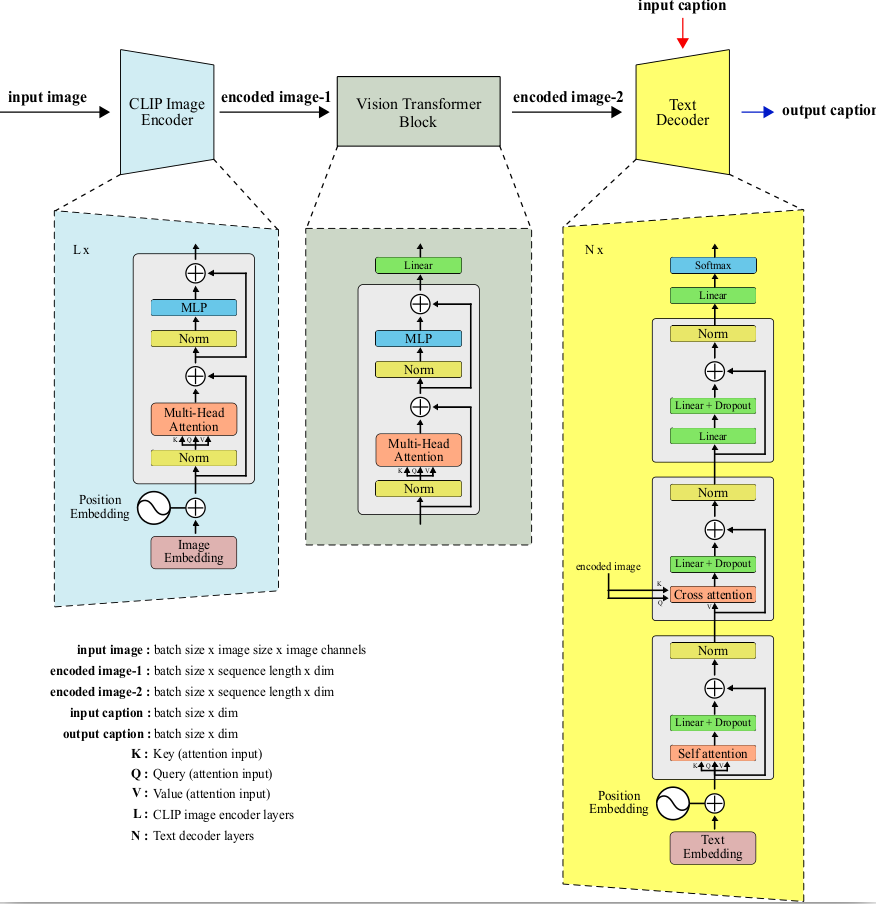 input caption
input image
CLIP Image
Encoder
encoded image-1
Vision Transformer
Block
encoded image-2
Text
Decoder
output caption
L x
MLP
Norm
Multi-Head
Attention
K Q V
Norm
Position
Embedding
Image
Embedding
Linear
MLP
Norm
Multi-Head
Attention
K Q V
Norm
N x
Softmax
Linear
Norm
Linear + Dropout
Linear
Norm
Linear + Dropout
encoded image
K
Cross attention
Q
V
Norm
Linear + Dropout
Self attention
K Q V
Position
Embedding
Text
Embedding
input image : batch size x image size x image channels
encoded image-1 : batch size x sequence length x dim
encoded image-2 : batch size x sequence length x dim
input caption : batch size x dim
output caption : batch size x dim
K : Key (attention input)
Q : Query (attention input)
V : Value (attention input)
L : CLIP image encoder layers
N : Text decoder layers